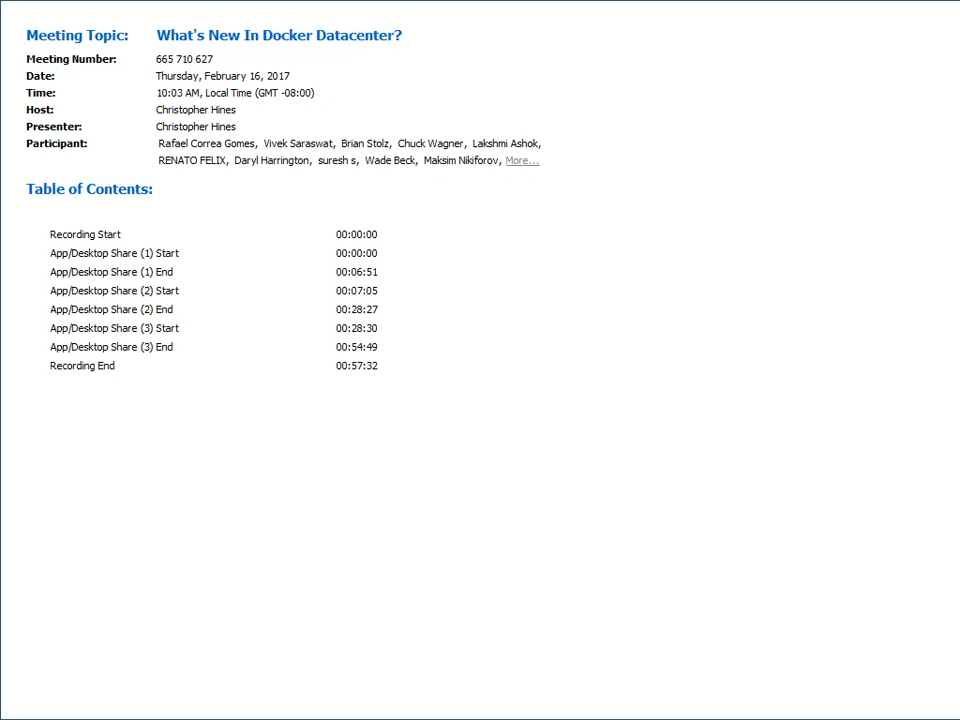 Meeting Topic: What's New In Docker Datacenter?
Meeting Number: 665 710 627
Date: Thursday, February 16, 2017
Time: 10:03 AM, Local Time (GMT -08:00)
Host: Christopher Hines
Presenter: Christopher Hines
Participant: Rafael Correa Gomes, Vivek Saraswat, Brian Stolz, Chuck Wagner, Lakshmi Ashok,
RENATO FELIX, Daryl Harrington, suresh s, Wade Beck, Maksim Nikiforov, More...
Table of Contents:
Recording Start 00:00:00
App/Desktop Share (1) Start 00:00:00
App/Desktop Share (1) End 00:06:51
App/Desktop Share (2) Start 00:07:05
App/Desktop Share (2) End 00:28:27
App/Desktop Share (3) Start 00:28:30
App/Desktop Share (3) End 00:54:49
Recording End 00:57:32